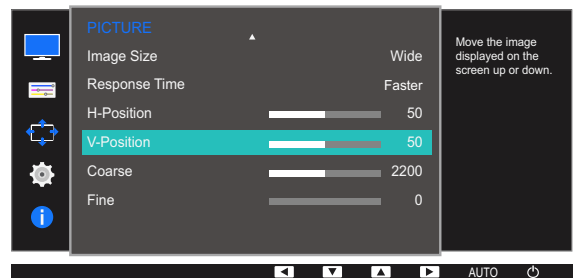 PICTURE
Image Size Wide
Response Time Faster
H-Position 50
V-Position 50
Coarse 2200
Fine 0
Move the image
displayed on the
screen up or down.
AUTO